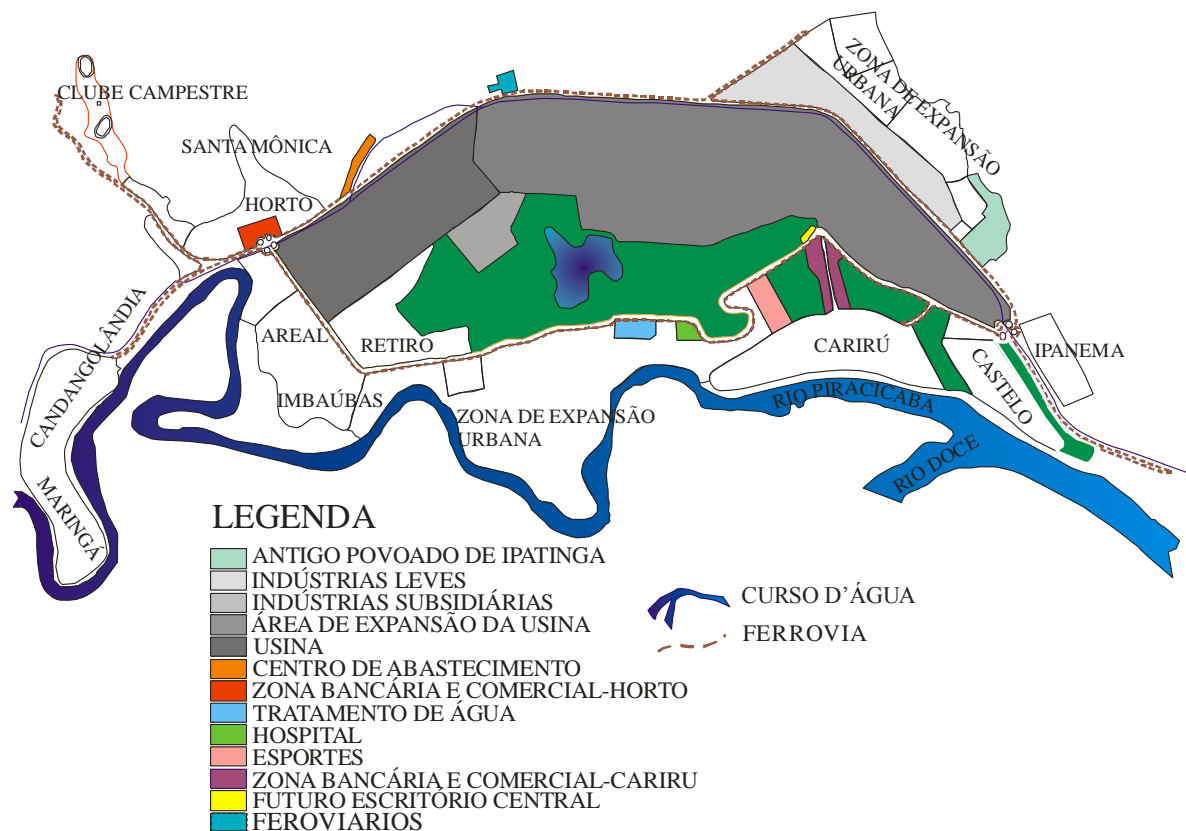 CLUBE CAMPESTRE
SANTA MÔNICA
HORTO
ZONA DE EXPANSÃO
URBANA
CANDANGOLÂNDIA
MARINGÁ
AREAL
RETIRO
IMBAÚBAS
ZONA DE EXPANSÃO
URBANA
CARIRÚ
RIO PIRACICABA
CASTELO
IPANEMA
RIO DOCE
LEGENDA
ANTIGO POVOADO DE IPATINGA
INDÚSTRIAS LEVES
INDÚSTRIAS SUBSIDIÁRIAS
ÁREA DE EXPANSÃO DA USINA
USINA
CENTRO DE ABASTECIMENTO
ZONA BANCÁRIA E COMERCIAL-HORTO
TRATAMENTO DE ÁGUA
HOSPITAL
ESPORTES
ZONA BANCÁRIA E COMERCIAL-CARIRU
FUTURO ESCRITÓRIO CENTRAL
FEROVIARIOS
CURSO D'ÁGUA
FERROVIA